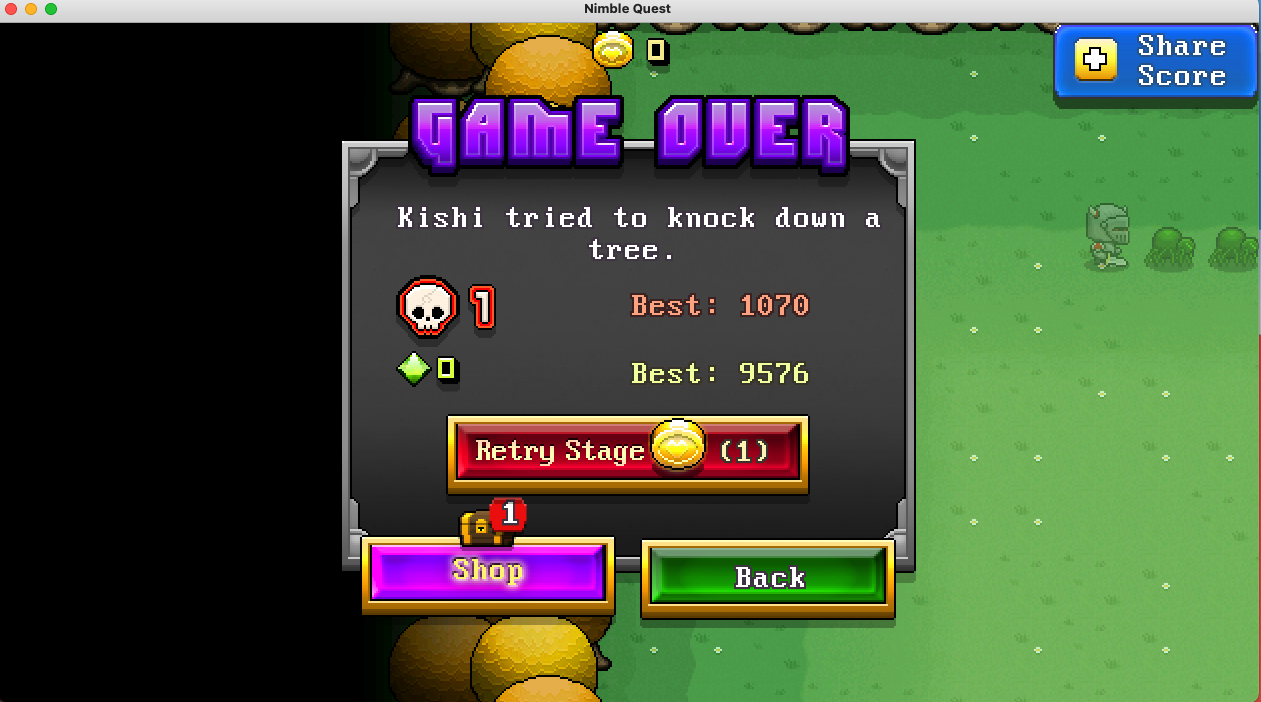 Nimble Quest
0
Share
Score
GAME OVER
Kishi tried to knock down a
tree.
1 Best: 1070
0 Best: 9576
Retry Stage (1)
1
Shop
Back